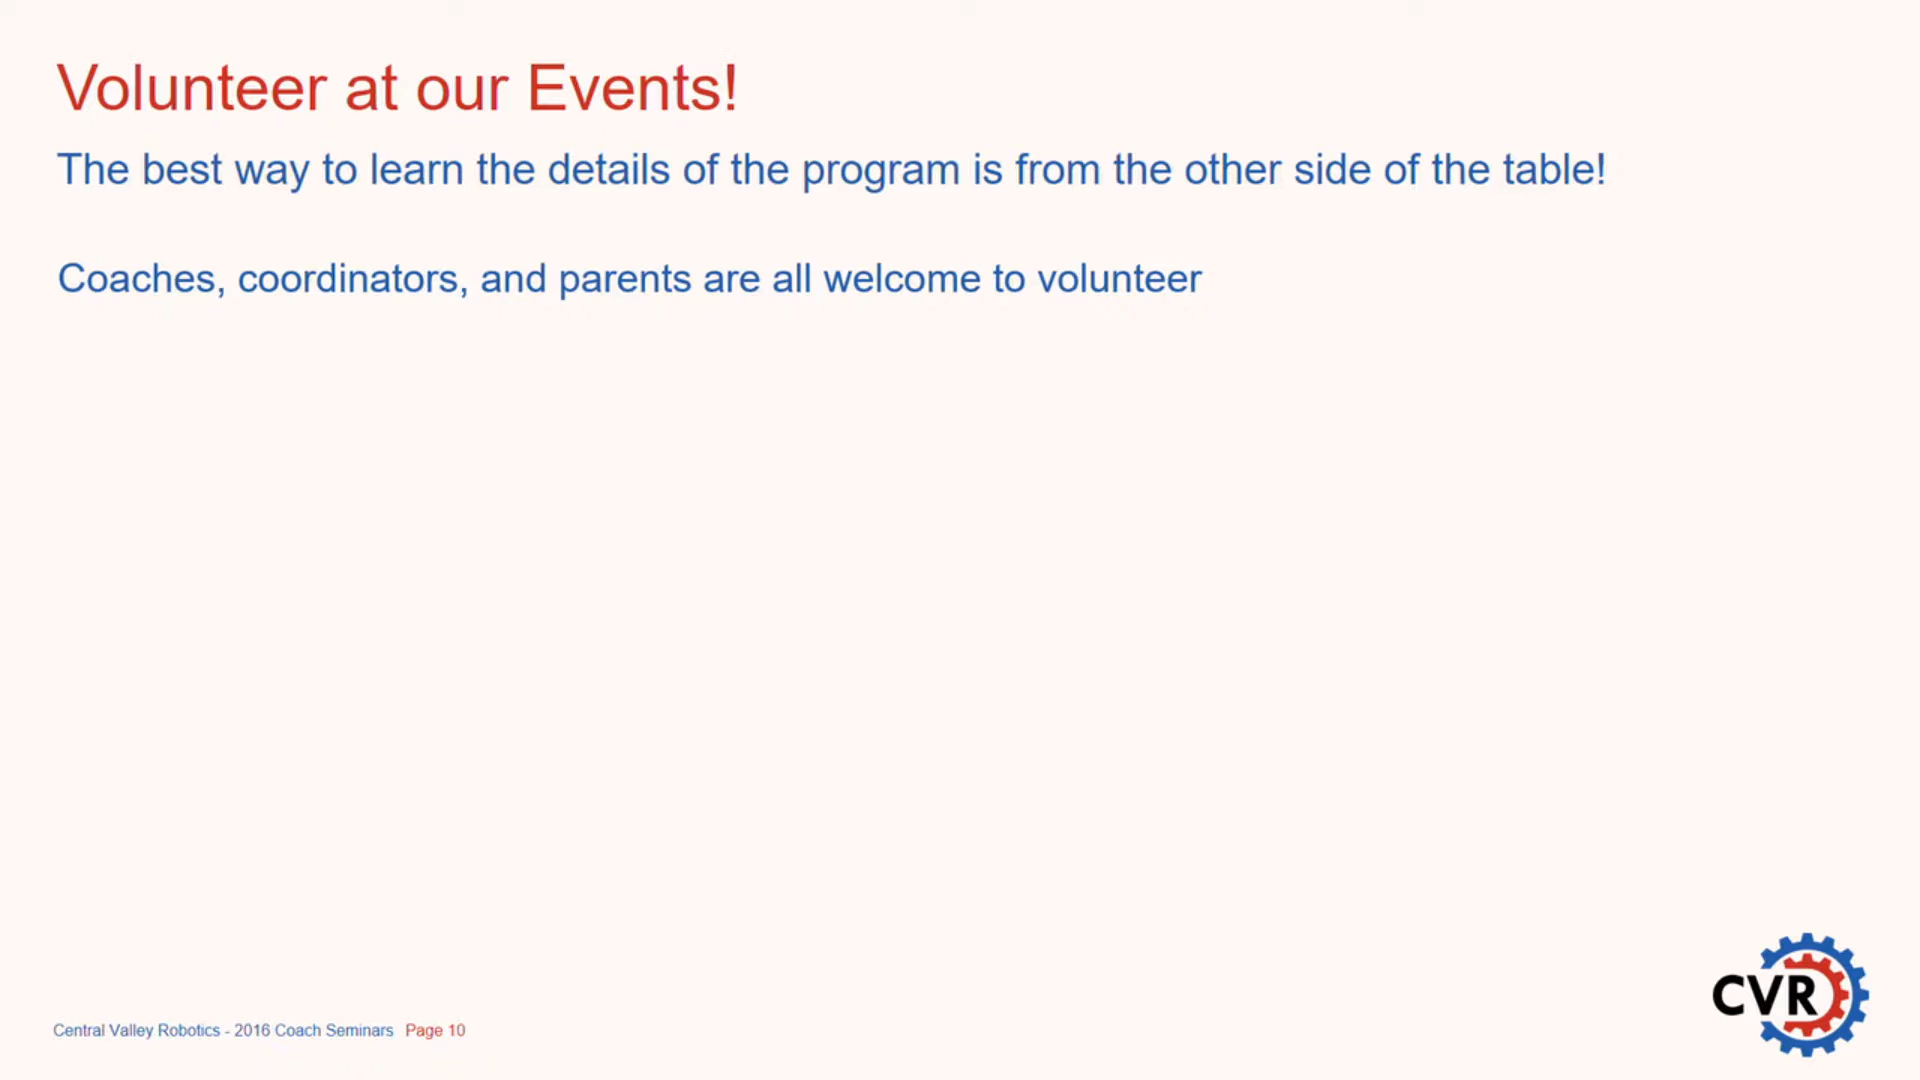 Volunteer at our Events!
The best way to learn the details of the program is from the other side of the table!
Coaches, coordinators, and parents are all welcome to volunteer
Central Valley Robotics - 2016 Coach Seminars Page 10
CVR